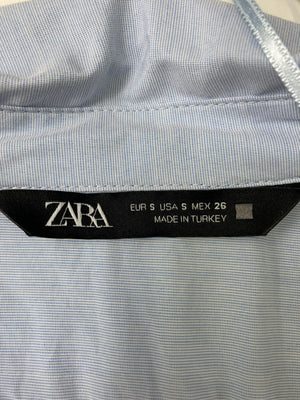 ZARA
EUR S USA S MEX 26
MADE IN TURKEY